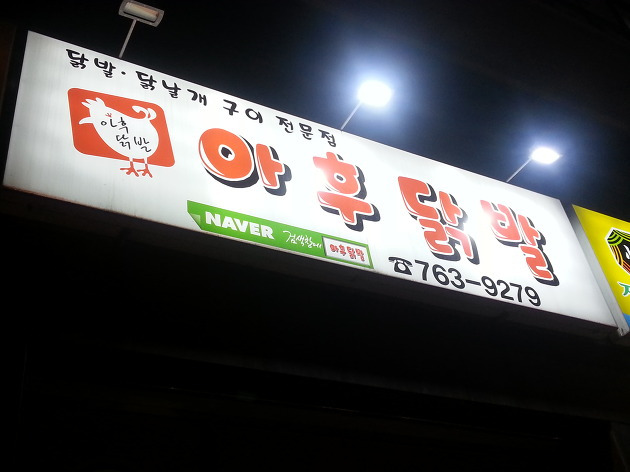 닭발·닭날개 구이 전문점
아후
닭발
아후닭발
NAVER 검색창에 아후닭발
☎763-9279